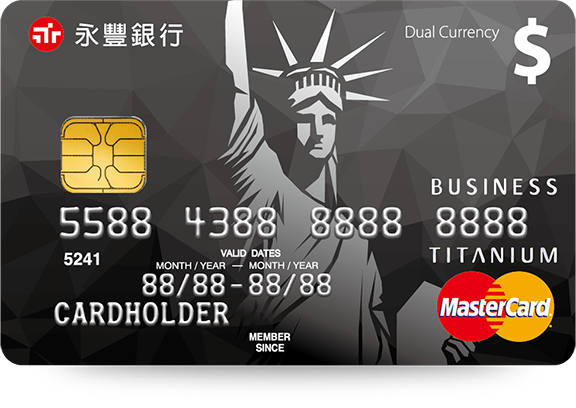 永豐銀行
Dual Currency
$
BUSINESS
5588 4388 8888 8888
5241
VALID DATES
TITANIUM
MONTH / YEAR — MONTH / YEAR
88/88-88/88
CARDHOLDER
MasterCard
MEMBER
SINCE